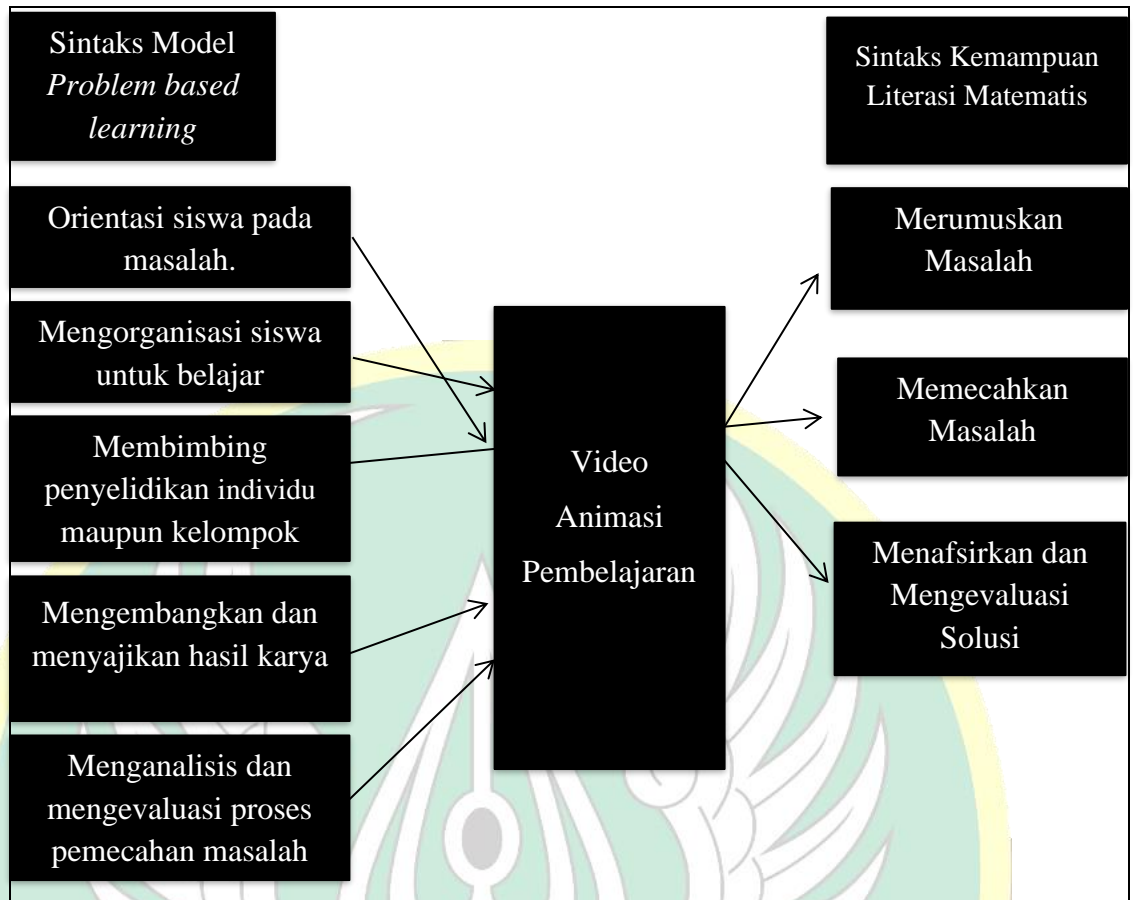 Sintaks Model
Problem based
learning
Sintaks Kemampuan
Literasi Matematis
Orientasi siswa pada
masalah.
Mengorganisasi siswa
untuk belajar
Membimbing
penyelidikan individu
maupun kelompok
Mengembangkan dan
menyajikan hasil karya
Menganalisis dan
mengevaluasi proses
pemecahan masalah
Video
Animasi
Pembelajaran
Merumuskan
Masalah
Memecahkan
Masalah
Menafsirkan dan
Mengevaluasi
Solusi